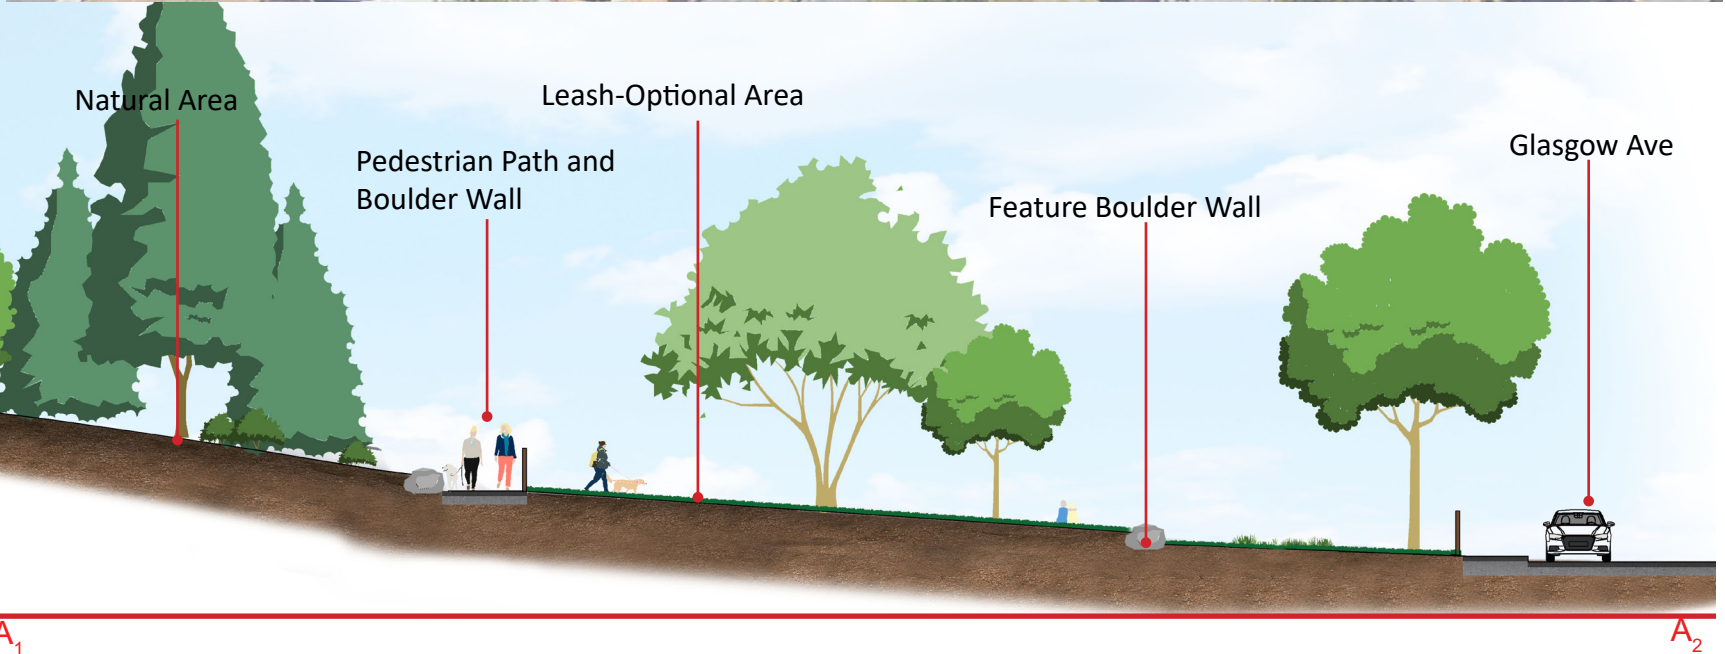 Natural Area
Leash-Optional Area
Pedestrian Path and
Boulder Wall
Glasgow Ave
Feature Boulder Wall
A1
A2